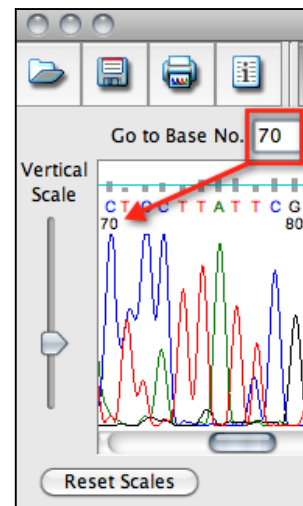 Go to Base No. 70
Vertical
Scale
C T C C T T A T T C G
70 80
Reset Scales